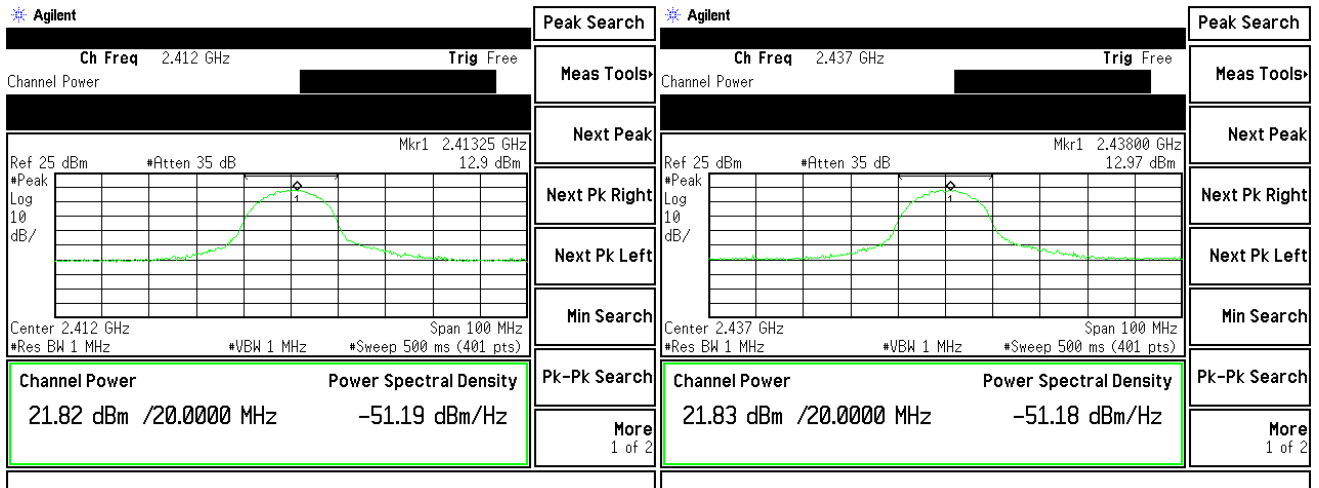 Agilent
Peak Search
Ch Freq 2.412 GHz Trig Free
Channel Power
Meas Tools
Next Peak
Mkr1 2.41325 GHz
Ref 25 dBm #Atten 35 dB 12.9 dBm
#Peak
Log
10
dB/
1
Next Pk Right
Next Pk Left
Min Search
Center 2.412 GHz Span 100 MHz
#Res BW 1 MHz #VBW 1 MHz #Sweep 500 ms (401 pts)
Channel Power Power Spectral Density
21.82 dBm /20.0000 MHz -51.19 dBm/Hz
Pk-Pk Search
More
1 of 2
Agilent
Peak Search
Ch Freq 2.437 GHz Trig Free
Channel Power
Meas Tools
Next Peak
Mkr1 2.43800 GHz
Ref 25 dBm #Atten 35 dB 12.97 dBm
#Peak
Log
10
dB/
1
Next Pk Right
Next Pk Left
Min Search
Center 2.437 GHz Span 100 MHz
#Res BW 1 MHz #VBW 1 MHz #Sweep 500 ms (401 pts)
Channel Power Power Spectral Density
21.83 dBm /20.0000 MHz -51.18 dBm/Hz
Pk-Pk Search
More
1 of 2